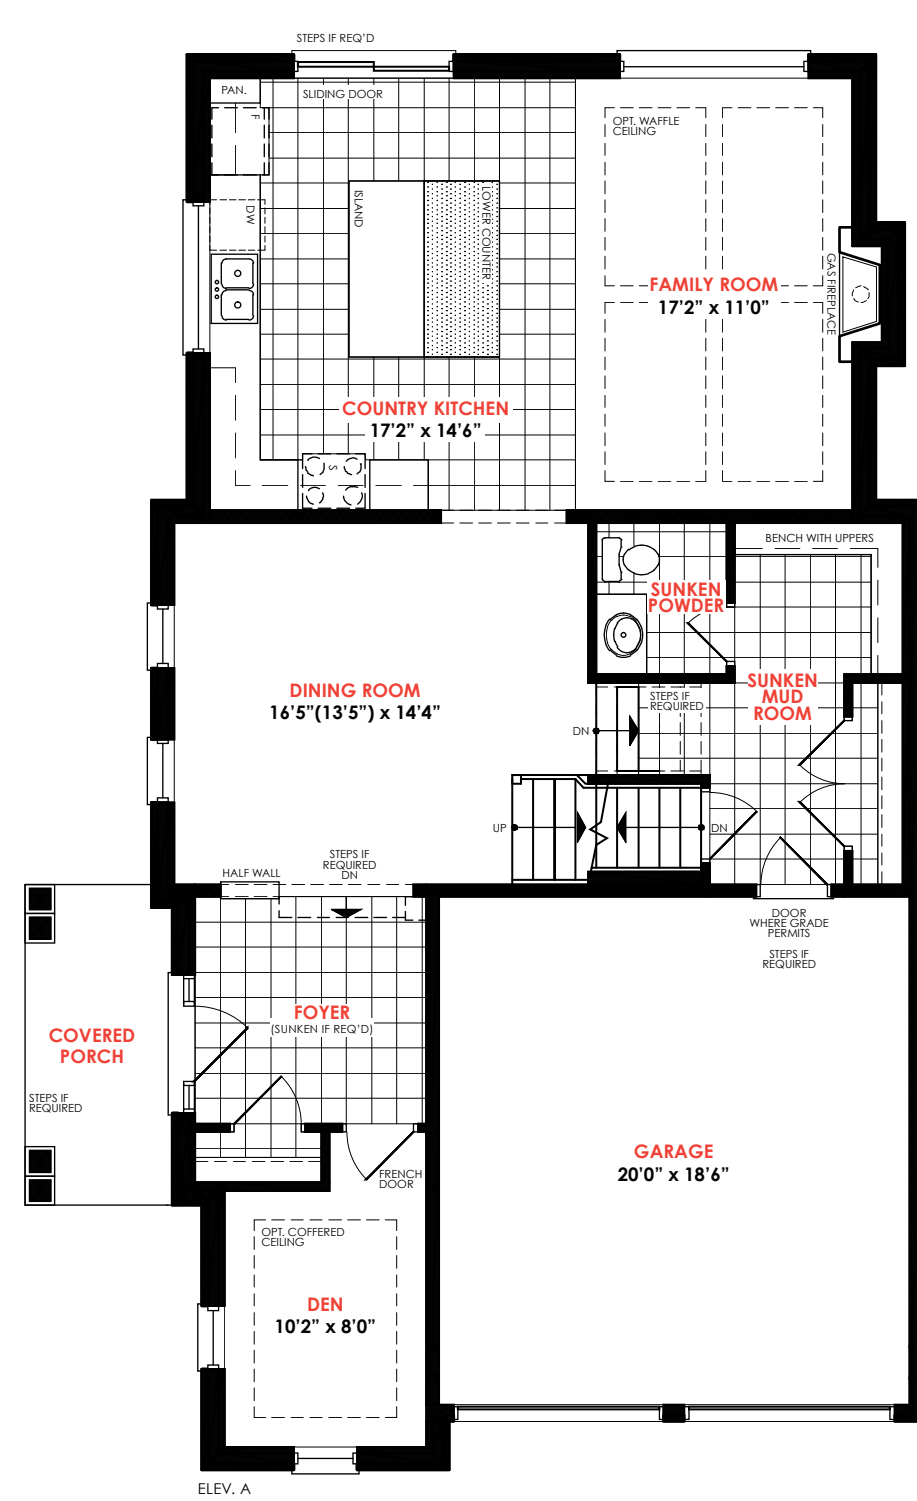 STEPS IF REQ'D
PAN.
SLIDING DOOR
F
OPT. WAFFLE
CEILING
DW
ISLAND
LOWER COUNTER
GAS FIREPLACE
FAMILY ROOM
17'2" x 11'0"
COUNTRY KITCHEN
17'2" x 14'6"
S
BENCH WITH UPPERS
SUNKEN
POWDER
DINING ROOM
16'5"(13'5") x 14'4"
SUNKEN
MUD
ROOM
STEPS IF
REQUIRED
DN
UP
DN
HALF WALL
STEPS IF
REQUIRED
DN
DOOR
WHERE GRADE
PERMITS
STEPS IF
REQUIRED
FOYER
(SUNKEN IF REQ'D)
COVERED
PORCH
STEPS IF
REQUIRED
GARAGE
20'0" x 18'6"
FRENCH
DOOR
OPT. COFFERED
CEILING
DEN
10'2" x 8'0"
ELEV. A